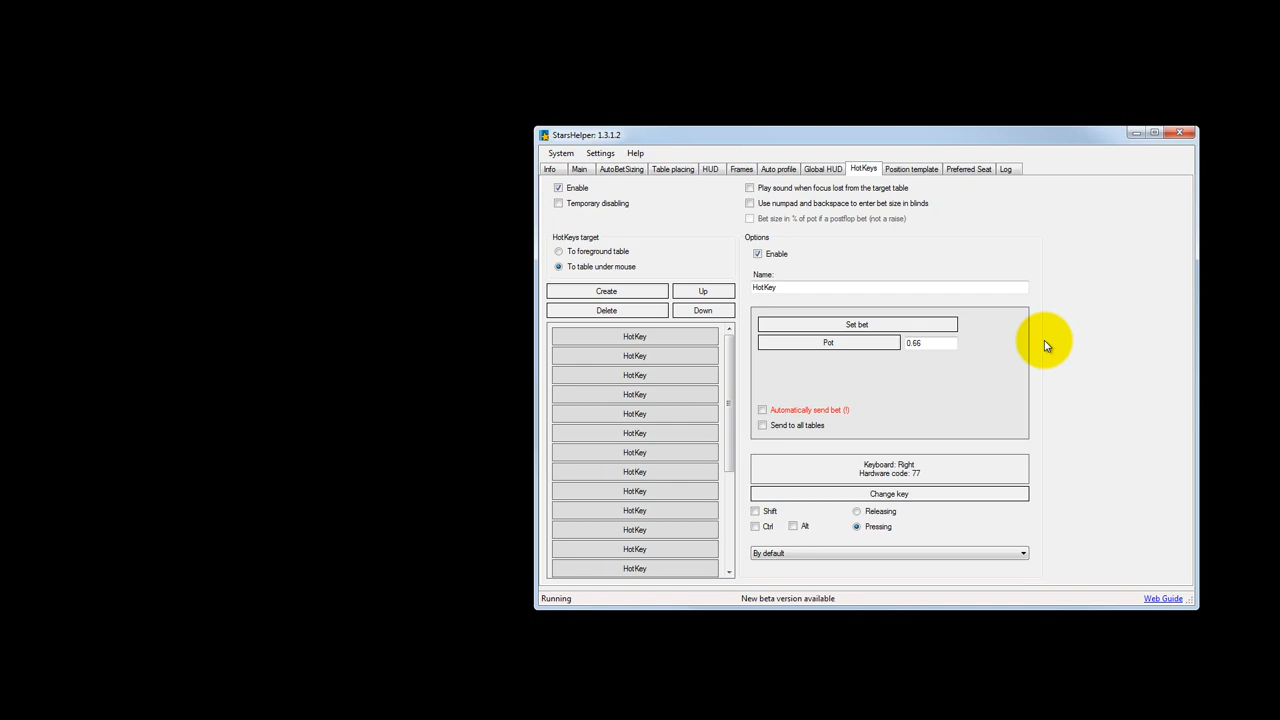 StarsHelper: 1.3.1.2
System Settings Help
Info Main AutoBetSizing Table placing HUD Frames Auto profile Global HUD HotKeys Position template Preferred Seat Log
Enable
Temporary disabling
Play sound when focus lost from the target table
Use numpad and backspace to enter bet size in blinds
Bet size in % of pot if a postflop bet (not a raise)
HotKeys target
To foreground table
To table under mouse
Create Up
Delete Down
HotKey
HotKey
HotKey
HotKey
HotKey
HotKey
HotKey
HotKey
HotKey
HotKey
HotKey
HotKey
HotKey
Options
Enable
Name:
HotKey
Set bet
Pot 0.66
Automatically send bet (!)
Send to all tables
Keyboard: Right
Hardware code: 77
Change key
Shift Releasing
Ctrl Alt Pressing
By default
Running New beta version available Web Guide